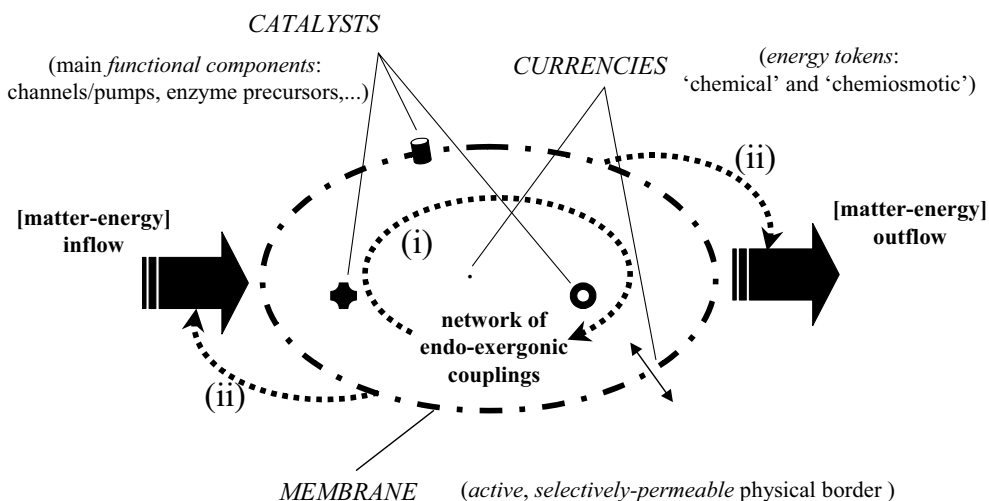 CATALYSTS
(main functional components:
channels/pumps, enzyme precursors,...)
CURRENCIES
(energy tokens:
‘chemical’ and ‘chemiosmotic’)
(ii)
[matter-energy]
inflow
(i)
[matter-energy]
outflow
network of
endo-exergonic
couplings
(ii)
MEMBRANE
(active, selectively-permeable physical border )